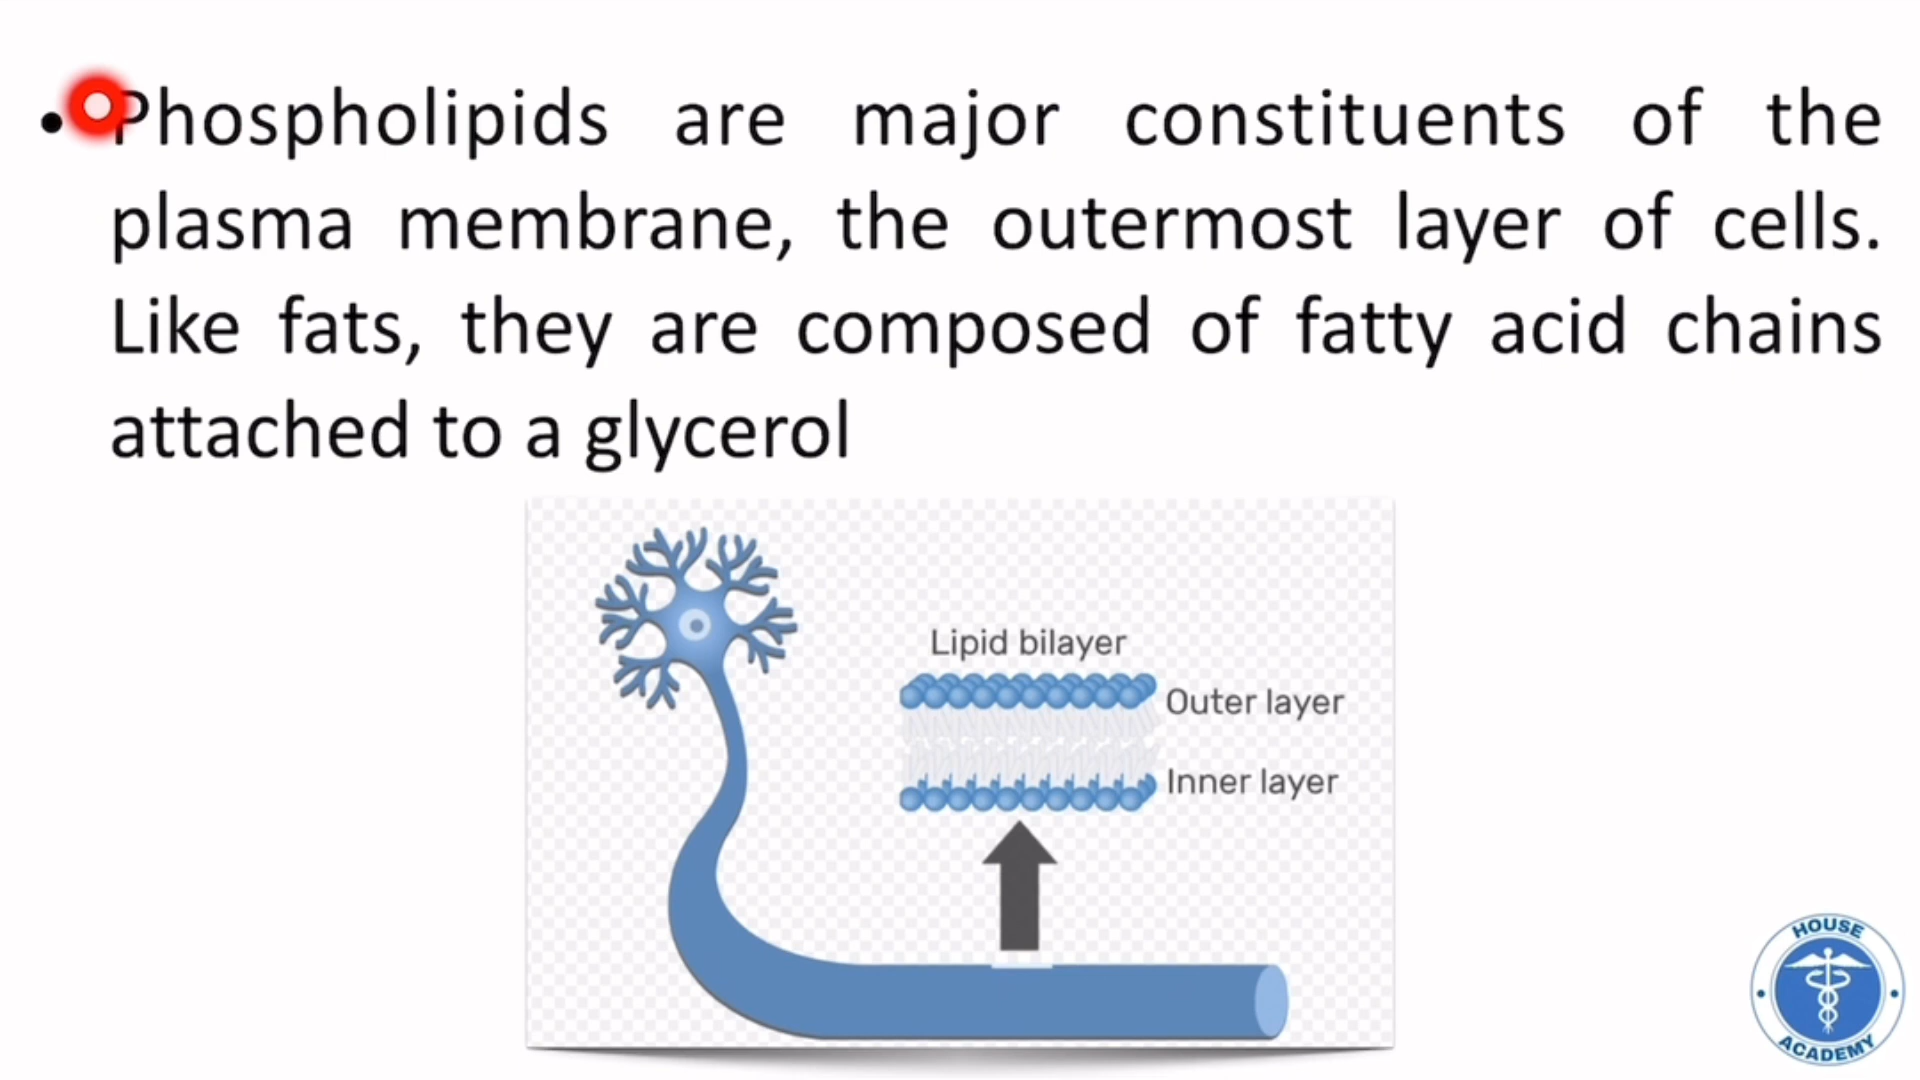 • Phospholipids are major constituents of the
plasma membrane, the outermost layer of cells.
Like fats, they are composed of fatty acid chains
attached to a glycerol
Lipid bilayer
Outer layer
Inner layer
HOUSE
ACADEMY